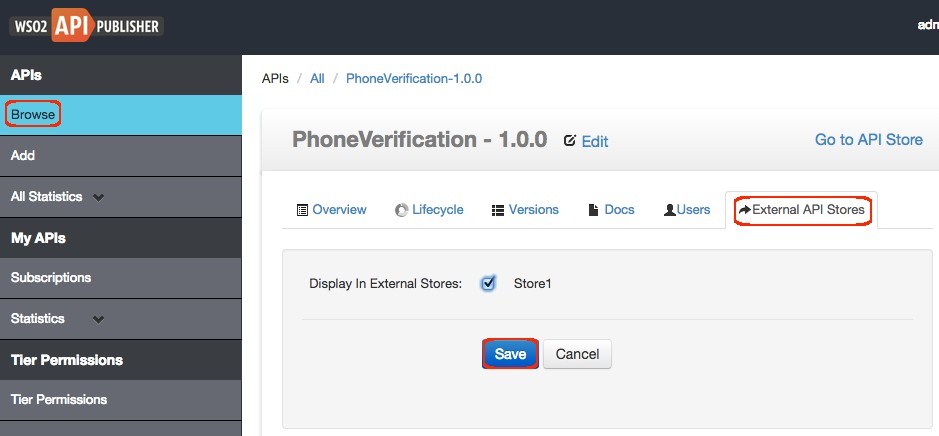 WSO2 API PUBLISHER
adm
APIs
Browse
Add
All Statistics
My APIs
Subscriptions
Statistics
Tier Permissions
Tier Permissions
APIs / All / PhoneVerification-1.0.0
PhoneVerification - 1.0.0 Edit Go to API Store
Overview Lifecycle Versions Docs Users External API Stores
Display In External Stores: Store1
Save Cancel